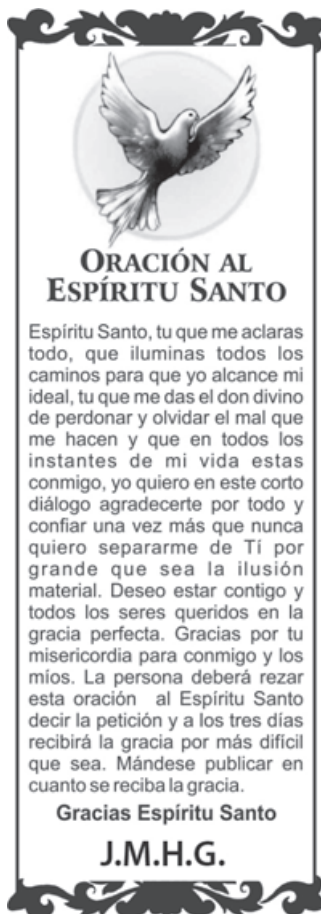 ORACIÓN AL
ESPÍRITU SANTO
Espíritu Santo, tu que me aclaras
todo, que iluminas todos los
caminos para que yo alcance mi
ideal, tu que me das el don divino
de perdonar y olvidar el mal que
me hacen y que en todos los
instantes de mi vida estas
conmigo, yo quiero en este corto
diálogo agradecerte por todo y
confiar una vez más que nunca
quiero separarme de Tí por
grande que sea la ilusión
material. Deseo estar contigo y
todos los seres queridos en la
gracia perfecta. Gracias por tu
misericordia para conmigo y los
míos. La persona deberá rezar
esta oración al Espíritu Santo
decir la petición y a los tres días
recibirá la gracia por más difícil
que sea. Mándese publicar en
cuanto se reciba la gracia.
Gracias Espíritu Santo
J.M.H.G.